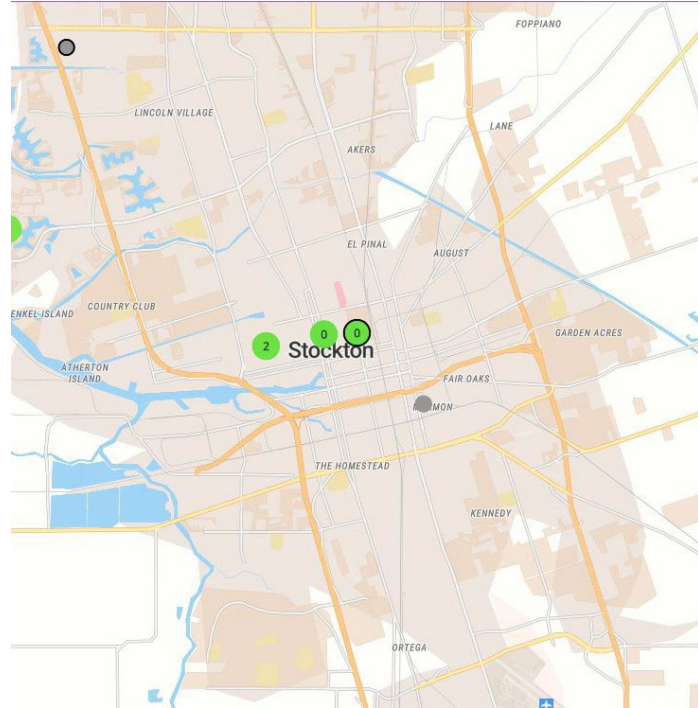 FOPPIANO
LINCOLN VILLAGE
LANE
AKERS
EL PINAL
AUGUST
COUNTRY CLUB
ENKEL ISLAND
0
0
2
Stockton
GARDEN ACRES
ATHERTON
ISLAND
FAIR OAKS
MON
THE HOMESTEAD
KENNEDY
ORTEGA